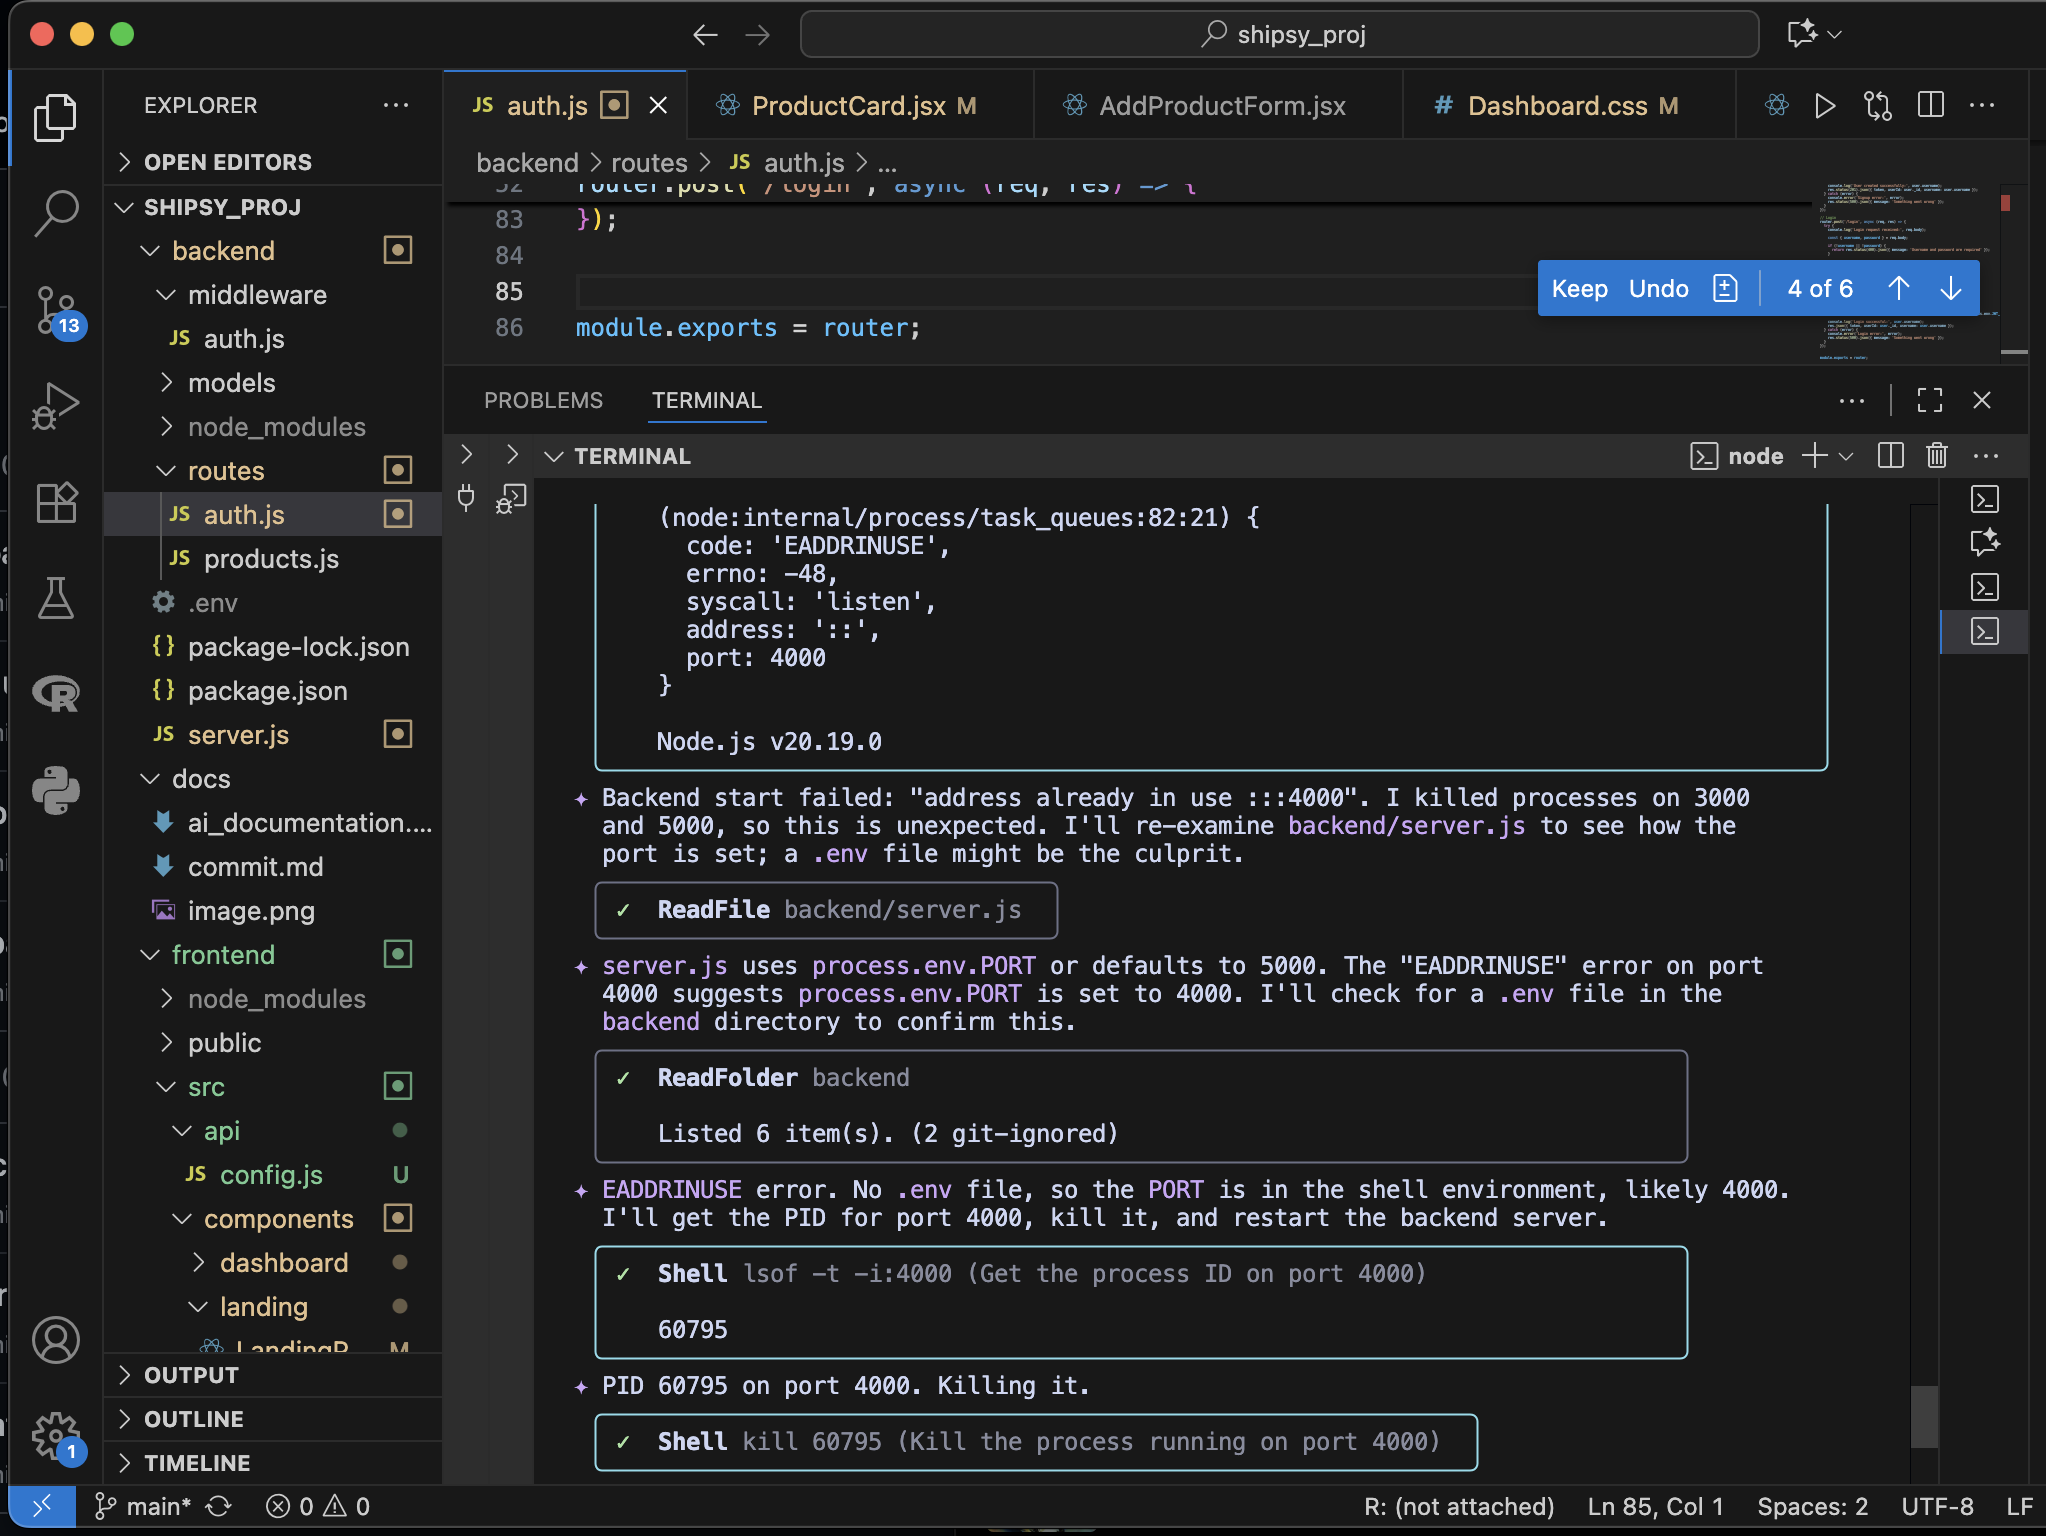 shipsy_proj
EXPLORER
OPEN EDITORS
SHIPSY_PROJ
backend
middleware
JS auth.js
models
node_modules
routes
JS auth.js
JS products.js
.env
{} package-lock.json
{} package.json
JS server.js
docs
ai_documentation....
commit.md
image.png
frontend
node_modules
public
src
api
JS config.js U
components
dashboard
landing
LandingP M
OUTPUT
OUTLINE
TIMELINE
13
1
JS auth.js
ProductCard.jsx M
AddProductForm.jsx
# Dashboard.css M
backend > routes > JS auth.js > ...
router.post('/login', async (req, res) => {
83 });
84
85
86 module.exports = router;
Keep Undo 4 of 6
PROBLEMS TERMINAL
TERMINAL
node
(node:internal/process/task_queues:82:21) {
code: 'EADDRINUSE',
errno: -48,
syscall: 'listen',
address: '::',
port: 4000
}
Node.js v20.19.0
✦ Backend start failed: "address already in use :::4000". I killed processes on 3000
and 5000, so this is unexpected. I'll re-examine backend/server.js to see how the
port is set; a .env file might be the culprit.
✓ ReadFile backend/server.js
✦ server.js uses process.env.PORT or defaults to 5000. The "EADDRINUSE" error on port
4000 suggests process.env.PORT is set to 4000. I'll check for a .env file in the
backend directory to confirm this.
✓ ReadFolder backend
Listed 6 item(s). (2 git-ignored)
✦ EADDRINUSE error. No .env file, so the PORT is in the shell environment, likely 4000.
I'll get the PID for port 4000, kill it, and restart the backend server.
✓ Shell lsof -t -i:4000 (Get the process ID on port 4000)
60795
✦ PID 60795 on port 4000. Killing it.
✓ Shell kill 60795 (Kill the process running on port 4000)
main* 0 0
R: (not attached) Ln 85, Col 1 Spaces: 2 UTF-8 LF